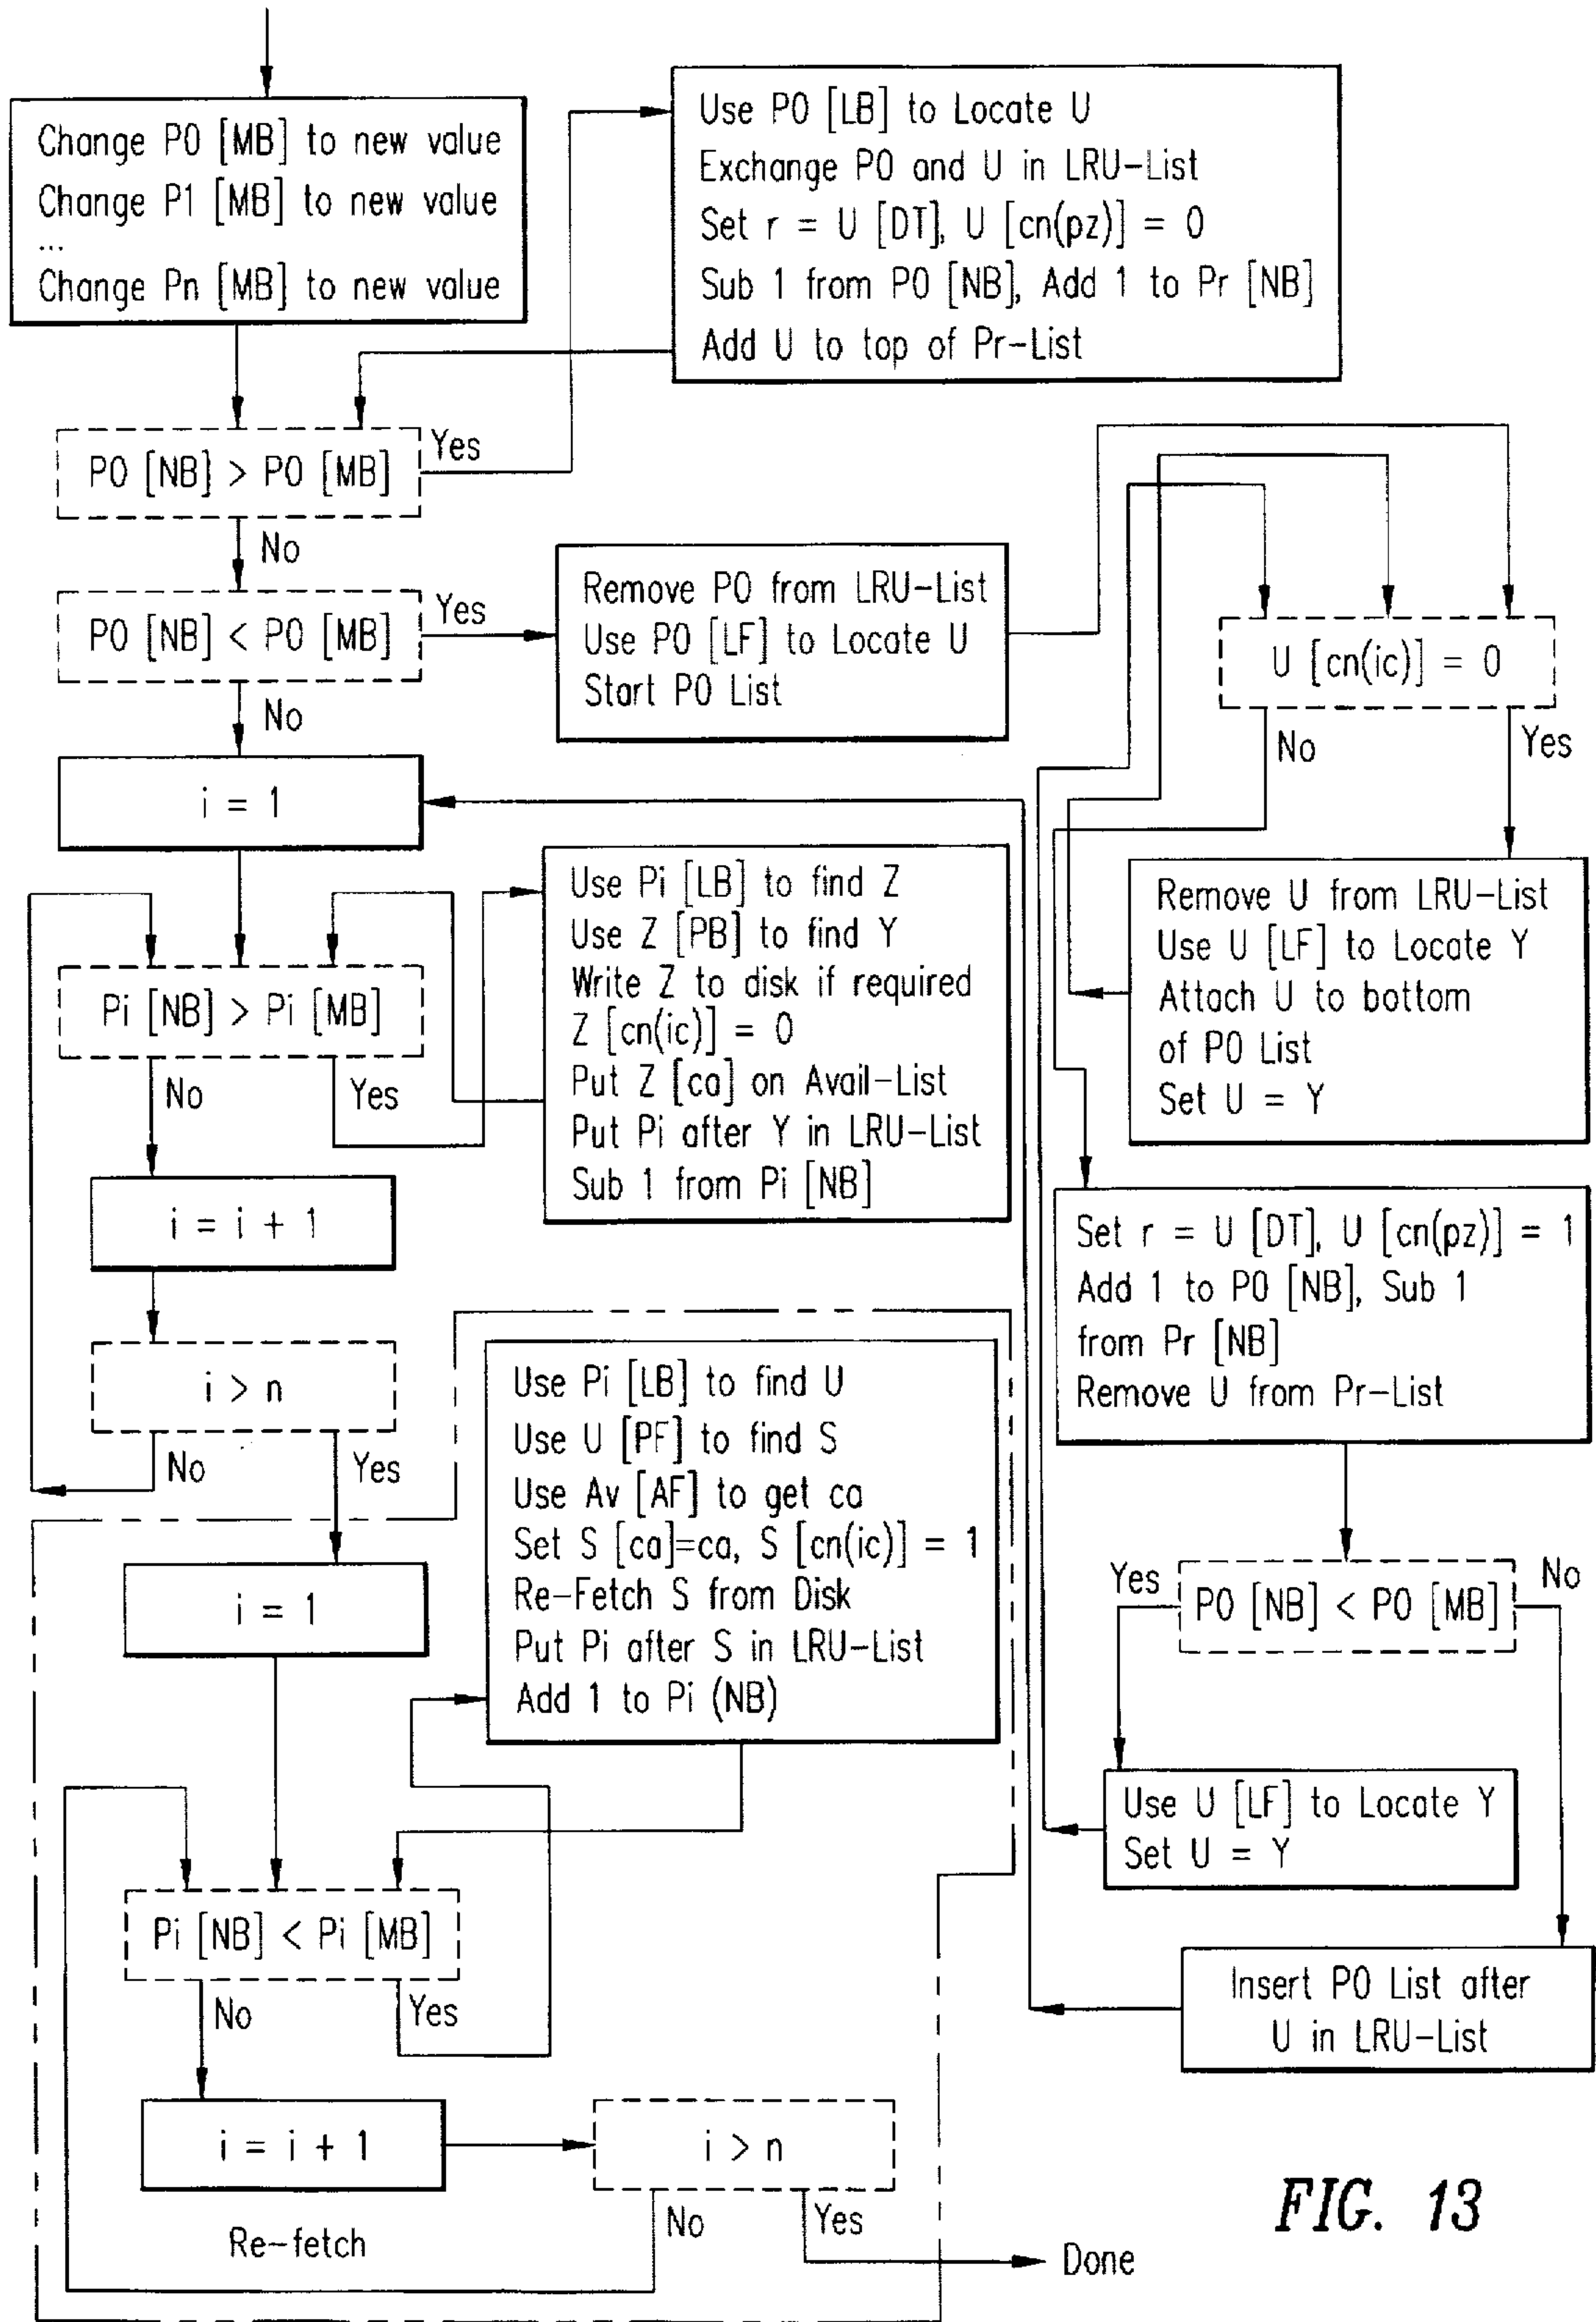 Change P0 [MB] to new value
Change P1 [MB] to new value
...
Change Pn [MB] to new value
Use P0 [LB] to Locate U
Exchange P0 and U in LRU-List
Set r = U [DT], U [cn(pz)] = 0
Sub 1 from P0 [NB], Add 1 to Pr [NB]
Add U to top of Pr-List
P0 [NB] > P0 [MB]
Yes
No
P0 [NB] < P0 [MB]
Yes
No
Remove P0 from LRU-List
Use P0 [LF] to Locate U
Start P0 List
U [cn(ic)] = 0
No
Yes
i = 1
Remove U from LRU-List
Use U [LF] to Locate Y
Attach U to bottom
of P0 List
Set U = Y
Use Pi [LB] to find Z
Use Z [PB] to find Y
Write Z to disk if required
Z [cn(ic)] = 0
Put Z [ca] on Avail-List
Put Pi after Y in LRU-List
Sub 1 from Pi [NB]
Pi [NB] > Pi [MB]
No
Yes
i = i + 1
Set r = U [DT], U [cn(pz)] = 1
Add 1 to P0 [NB], Sub 1
from Pr [NB]
Remove U from Pr-List
i > n
No
Yes
Use Pi [LB] to find U
Use U [PF] to find S
Use Av [AF] to get ca
Set S [ca]=ca, S [cn(ic)] = 1
Re-Fetch S from Disk
Put Pi after S in LRU-List
Add 1 to Pi (NB)
i = 1
Yes
P0 [NB] < P0 [MB]
No
Use U [LF] to Locate Y
Set U = Y
Pi [NB] < Pi [MB]
No
Yes
Insert P0 List after
U in LRU-List
i = i + 1
i > n
No
Yes
Re-fetch
Done
FIG. 13